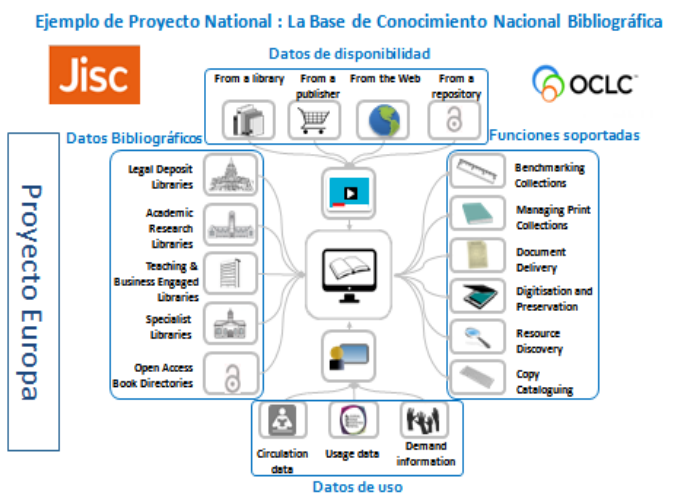 Ejemplo de Proyecto National : La Base de Conocimiento Nacional Bibliográfica
Jisc
Datos de disponibilidad
From a library
From a
publisher
From the Web
From a
repository
OCLC
Datos Bibliográficos
Funciones soportadas
Proyecto Europa
Legal Deposit
Libraries
Academic
Research
Libraries
Teaching &
Business Engaged
Libraries
Specialist
Libraries
Open Access
Book Directories
Benchmarking
Collections
Managing Print
Collections
Document
Delivery
Digitisation and
Preservation
Resource
Discovery
Copy
Cataloguing
Circulation
data
Usage data
Demand
information
Datos de uso